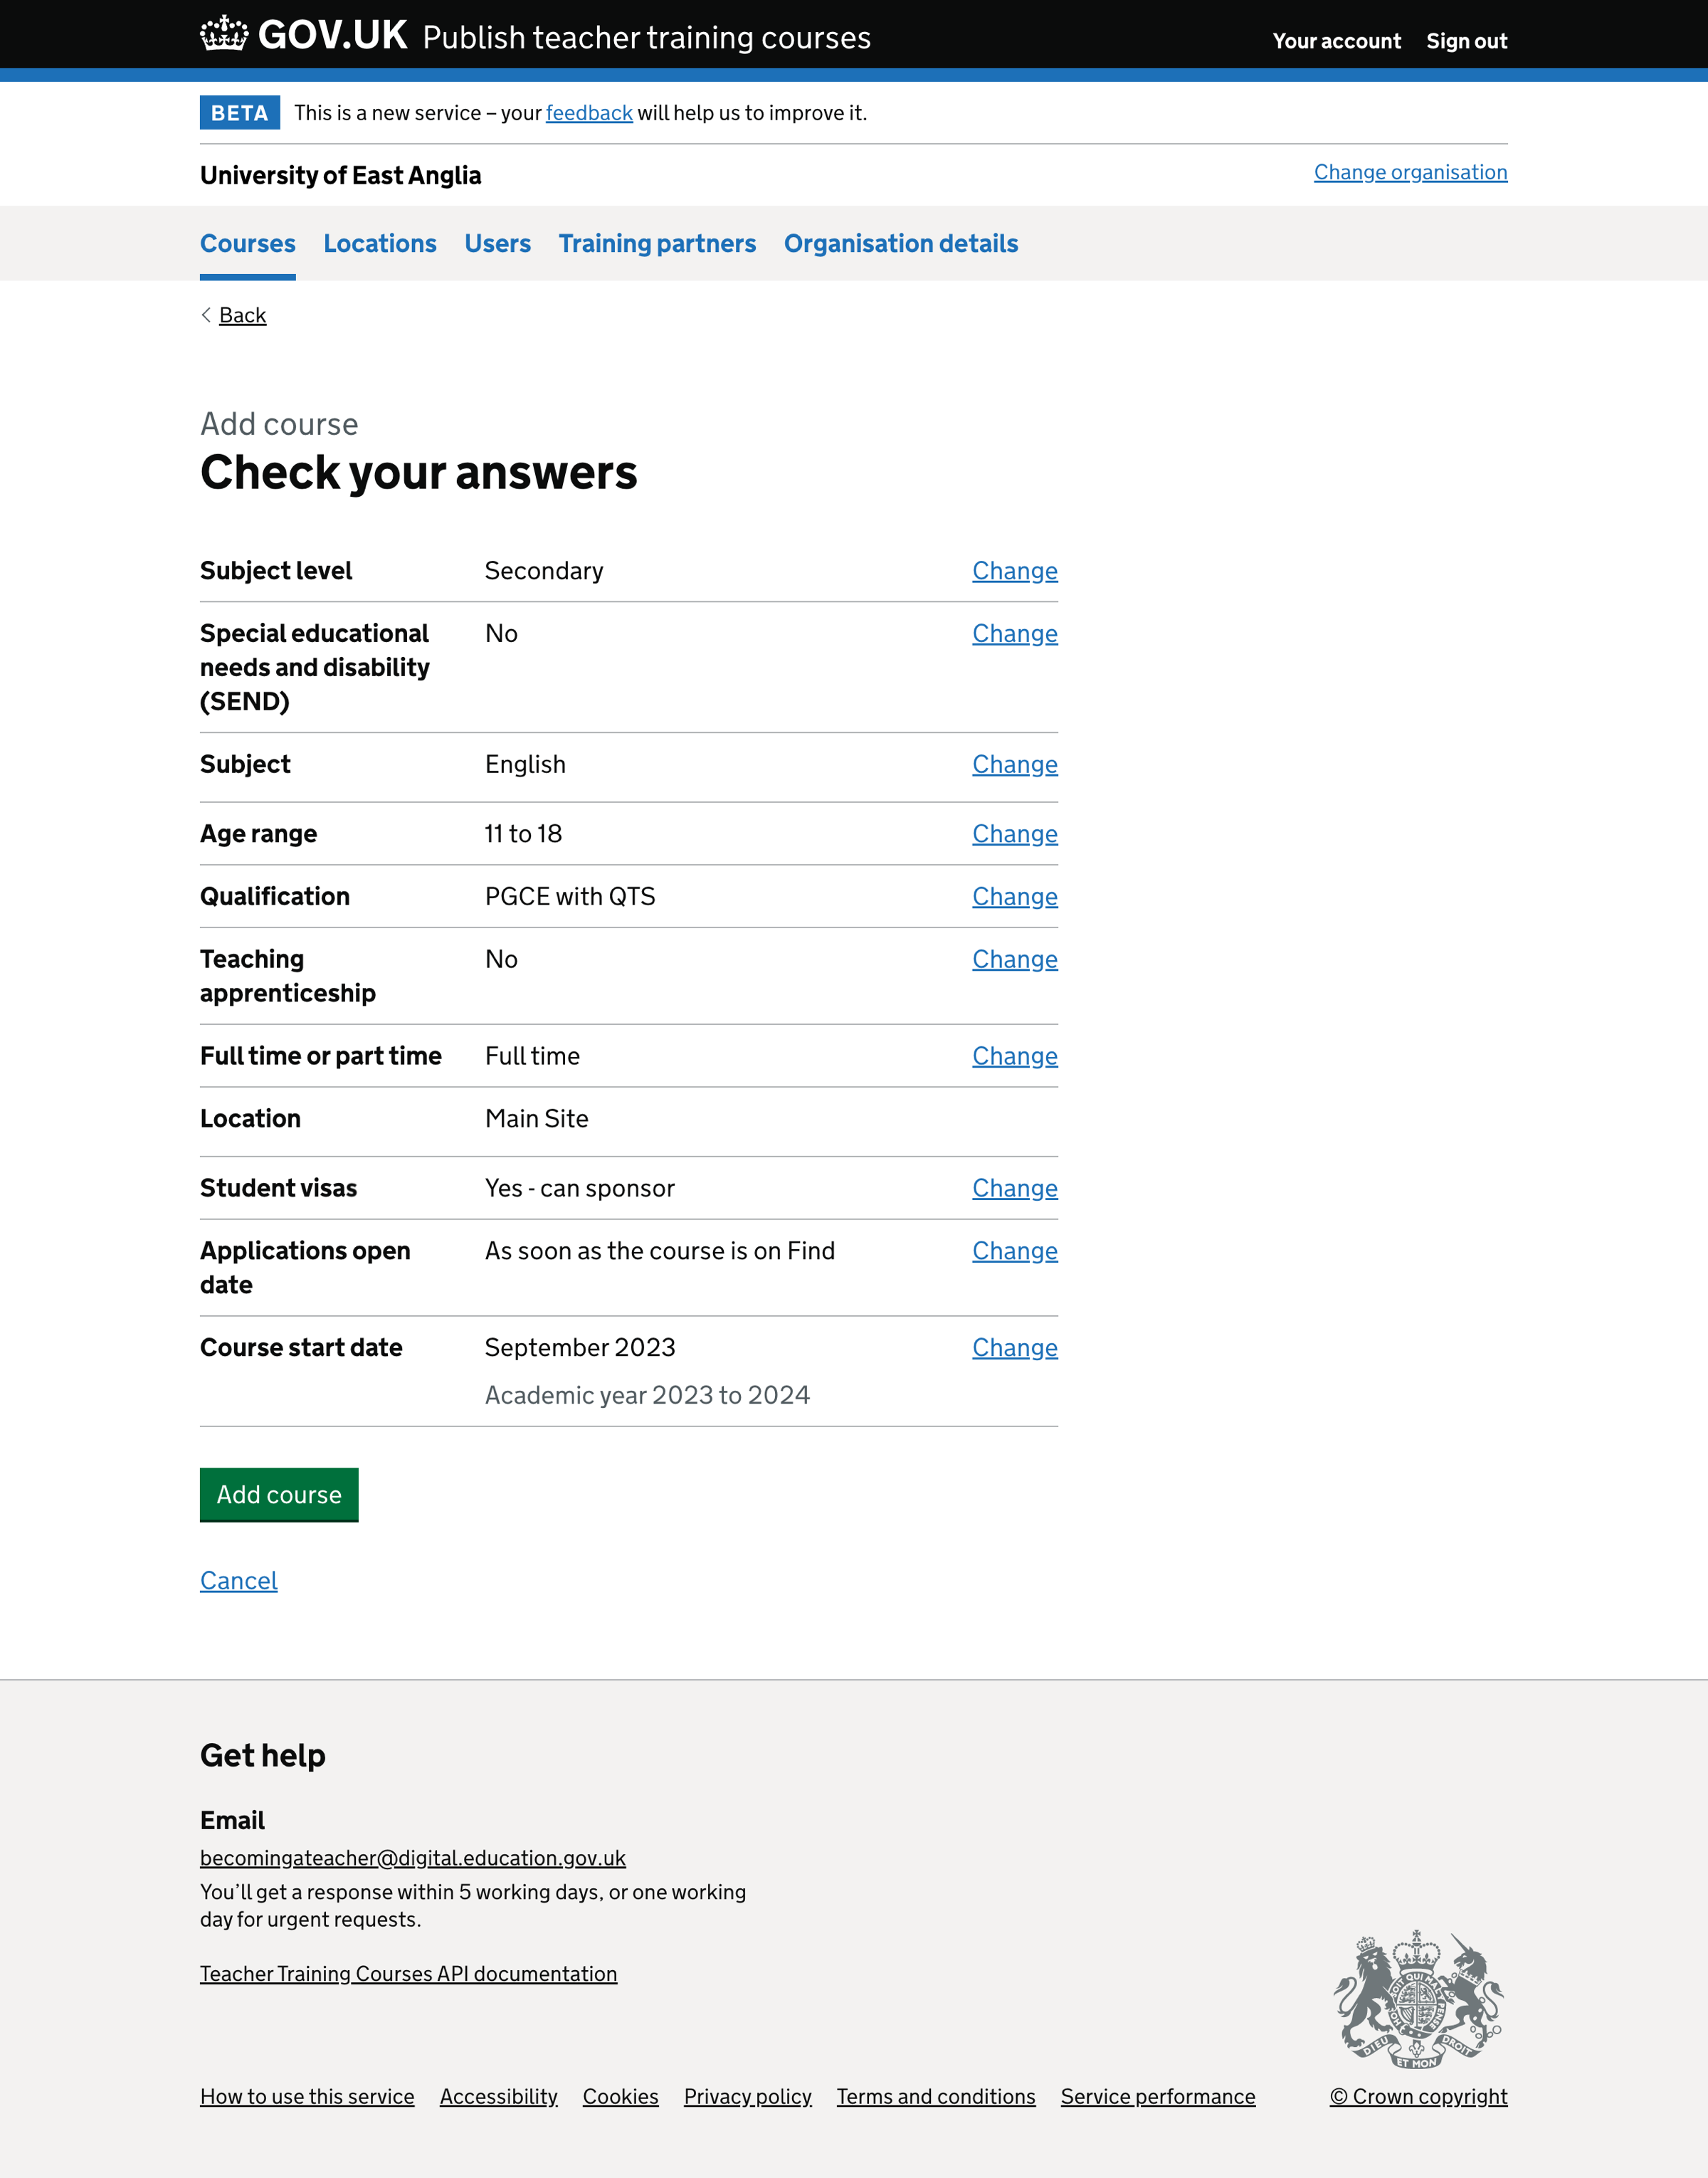 GOV.UK Publish teacher training courses
Your account Sign out
BETA This is a new service – your feedback will help us to improve it.
University of East Anglia Change organisation
Courses Locations Users Training partners Organisation details
Back
Add course
Check your answers
Subject level Secondary Change
Special educational No Change
needs and disability
(SEND)
Subject English Change
Age range 11 to 18 Change
Qualification PGCE with QTS Change
Teaching No Change
apprenticeship
Full time or part time Full time Change
Location Main Site
Student visas Yes - can sponsor Change
Applications open As soon as the course is on Find Change
date
Course start date September 2023 Change
Academic year 2023 to 2024
Add course
Cancel
Get help
Email
becomingateacher@digital.education.gov.uk
You’ll get a response within 5 working days, or one working
day for urgent requests.
Teacher Training Courses API documentation
DIEU ET MON DROIT
How to use this service Accessibility Cookies Privacy policy Terms and conditions Service performance © Crown copyright